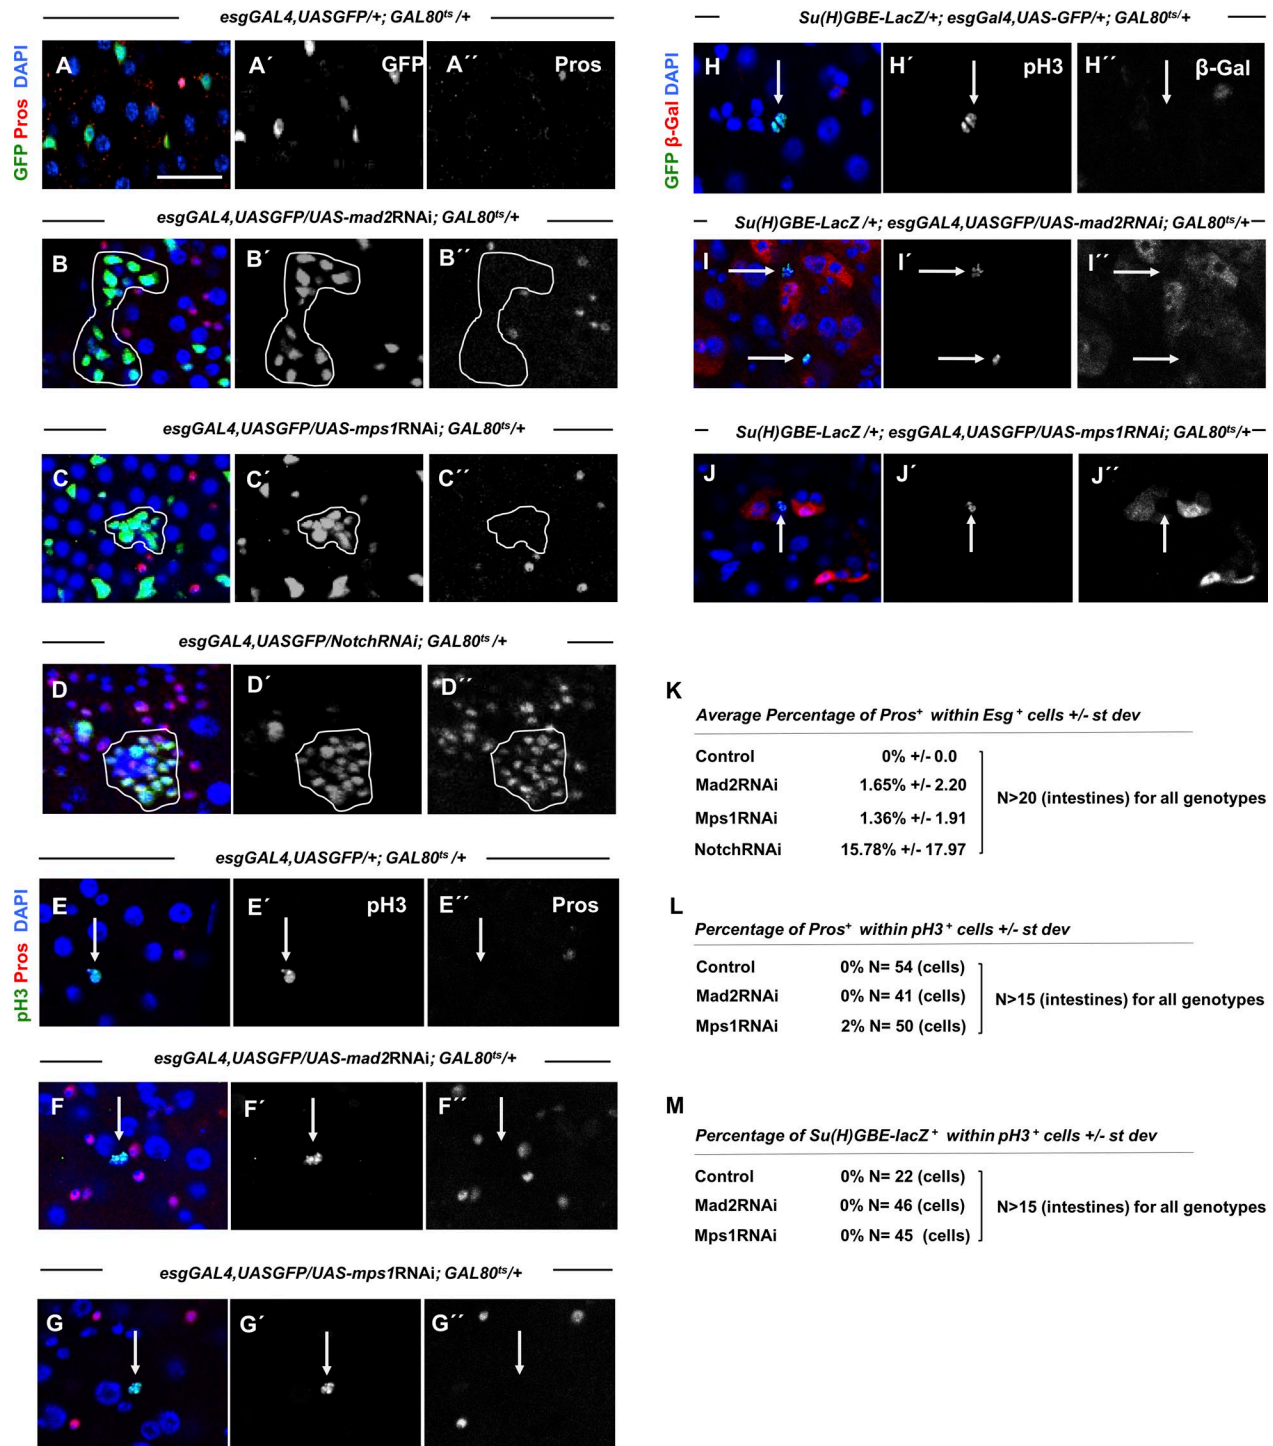 esgGAL4,UASGFP/+; GAL80ts/+
GFP Pros DAPI
A A´ GFP A´´ Pros
esgGAL4,UASGFP/UAS-mad2RNAi; GAL80ts/+
B B´ B´´
esgGAL4,UASGFP/UAS-mps1RNAi; GAL80ts/+
C C´ C´´
esgGAL4,UASGFP/NotchRNAi; GAL80ts/+
D D´ D´´
esgGAL4,UASGFP/+; GAL80ts/+
pH3 Pros DAPI
E E´ pH3 E´´ Pros
esgGAL4,UASGFP/UAS-mad2RNAi; GAL80ts/+
F F´ F´´
esgGAL4,UASGFP/UAS-mps1RNAi; GAL80ts/+
G G´ G´´
Su(H)GBE-LacZ/+; esgGal4,UAS-GFP/+; GAL80ts/+
GFP β-Gal DAPI
H H´ pH3 H´´ β-Gal
Su(H)GBE-LacZ /+; esgGAL4,UASGFP/UAS-mad2RNAi; GAL80ts/+
I I´ I´´
Su(H)GBE-LacZ /+; esgGAL4,UASGFP/UAS-mps1RNAi; GAL80ts/+
J J´ J´´
K
Average Percentage of Pros+ within Esg + cells +/- st dev
Control 0% +/- 0.0
Mad2RNAi 1.65% +/- 2.20
N>20 (intestines) for all genotypes
Mps1RNAi 1.36% +/- 1.91
NotchRNAi 15.78% +/- 17.97
L
Percentage of Pros+ within pH3 + cells +/- st dev
Control 0% N= 54 (cells)
Mad2RNAi 0% N= 41 (cells)
N>15 (intestines) for all genotypes
Mps1RNAi 2% N= 50 (cells)
M
Percentage of Su(H)GBE-lacZ + within pH3 + cells +/- st dev
Control 0% N= 22 (cells)
Mad2RNAi 0% N= 46 (cells)
N>15 (intestines) for all genotypes
Mps1RNAi 0% N= 45 (cells)